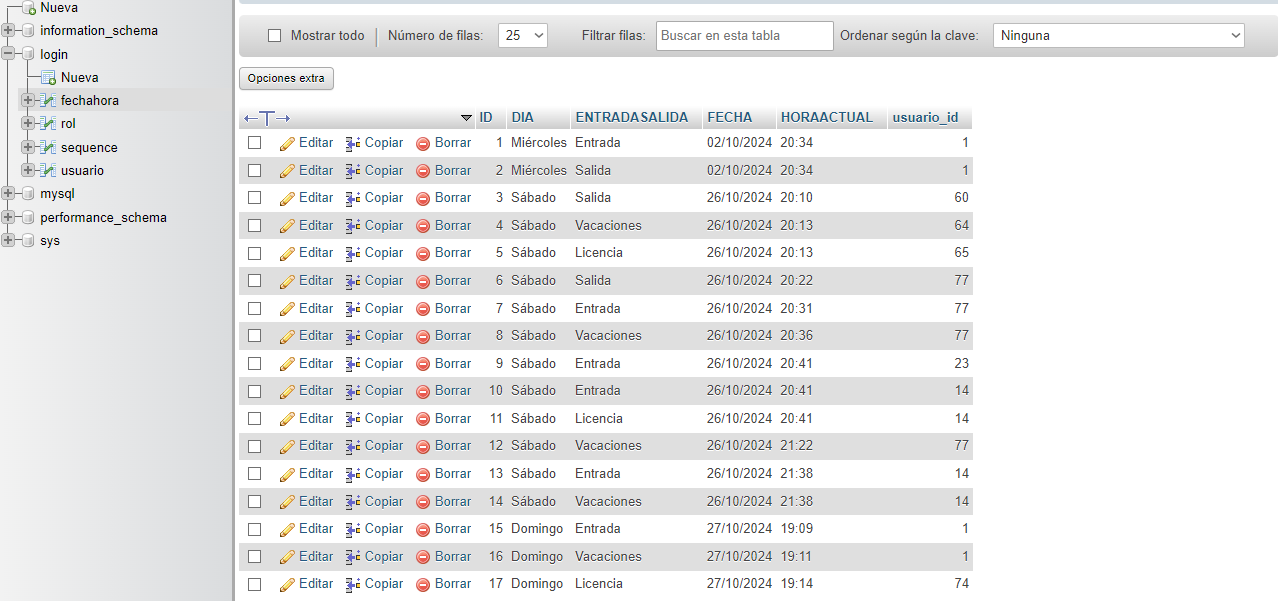 Nueva
information_schema
login
Nueva
fechahora
rol
sequence
usuario
mysql
performance_schema
sys
Mostrar todo Número de filas: 25 Filtrar filas: Buscar en esta tabla Ordenar según la clave: Ninguna
Opciones extra
ID DIA ENTRADASALIDA FECHA HORAACTUAL usuario_id
Editar Copiar Borrar 1 Miércoles Entrada 02/10/2024 20:34 1
Editar Copiar Borrar 2 Miércoles Salida 02/10/2024 20:34 1
Editar Copiar Borrar 3 Sábado Salida 26/10/2024 20:10 60
Editar Copiar Borrar 4 Sábado Vacaciones 26/10/2024 20:13 64
Editar Copiar Borrar 5 Sábado Licencia 26/10/2024 20:13 65
Editar Copiar Borrar 6 Sábado Salida 26/10/2024 20:22 77
Editar Copiar Borrar 7 Sábado Entrada 26/10/2024 20:31 77
Editar Copiar Borrar 8 Sábado Vacaciones 26/10/2024 20:36 77
Editar Copiar Borrar 9 Sábado Entrada 26/10/2024 20:41 23
Editar Copiar Borrar 10 Sábado Entrada 26/10/2024 20:41 14
Editar Copiar Borrar 11 Sábado Licencia 26/10/2024 20:41 14
Editar Copiar Borrar 12 Sábado Vacaciones 26/10/2024 21:22 77
Editar Copiar Borrar 13 Sábado Entrada 26/10/2024 21:38 14
Editar Copiar Borrar 14 Sábado Vacaciones 26/10/2024 21:38 14
Editar Copiar Borrar 15 Domingo Entrada 27/10/2024 19:09 1
Editar Copiar Borrar 16 Domingo Vacaciones 27/10/2024 19:11 1
Editar Copiar Borrar 17 Domingo Licencia 27/10/2024 19:14 74